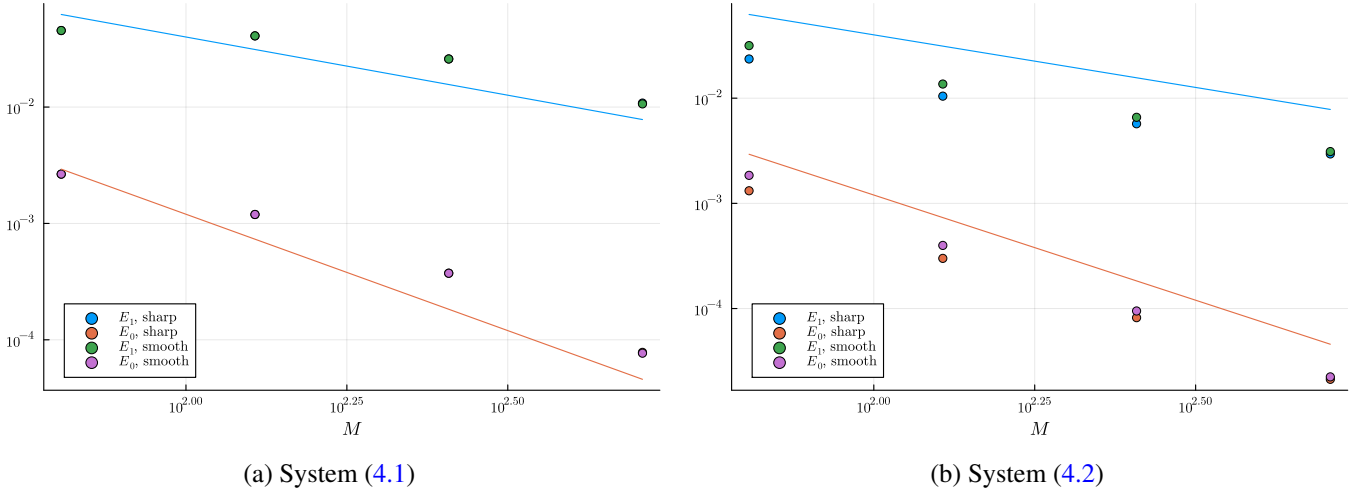 10^{-2}
10^{-3}
10^{-4}
E_1, sharp
E_0, sharp
E_1, smooth
E_0, smooth
10^{2.00}
10^{2.25}
10^{2.50}
M
(a) System (4.1)
10^{-2}
10^{-3}
10^{-4}
E_1, sharp
E_0, sharp
E_1, smooth
E_0, smooth
10^{2.00}
10^{2.25}
10^{2.50}
M
(b) System (4.2)